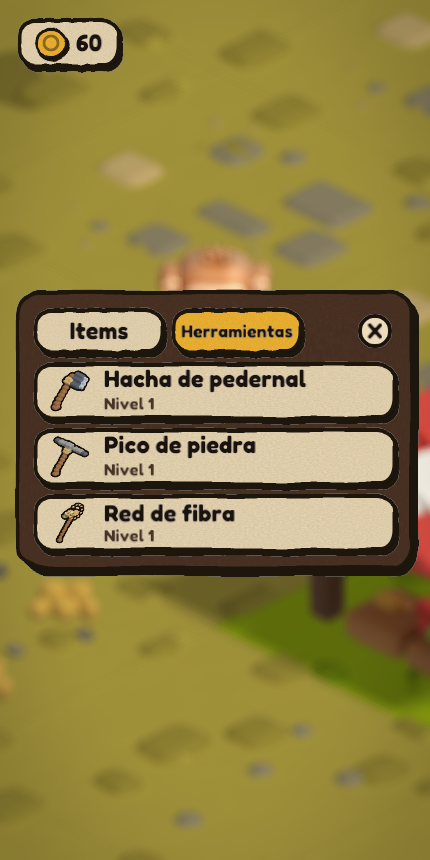 60
Items
Herramientas
Hacha de pedernal
Nivel 1
Pico de piedra
Nivel 1
Red de fibra
Nivel 1